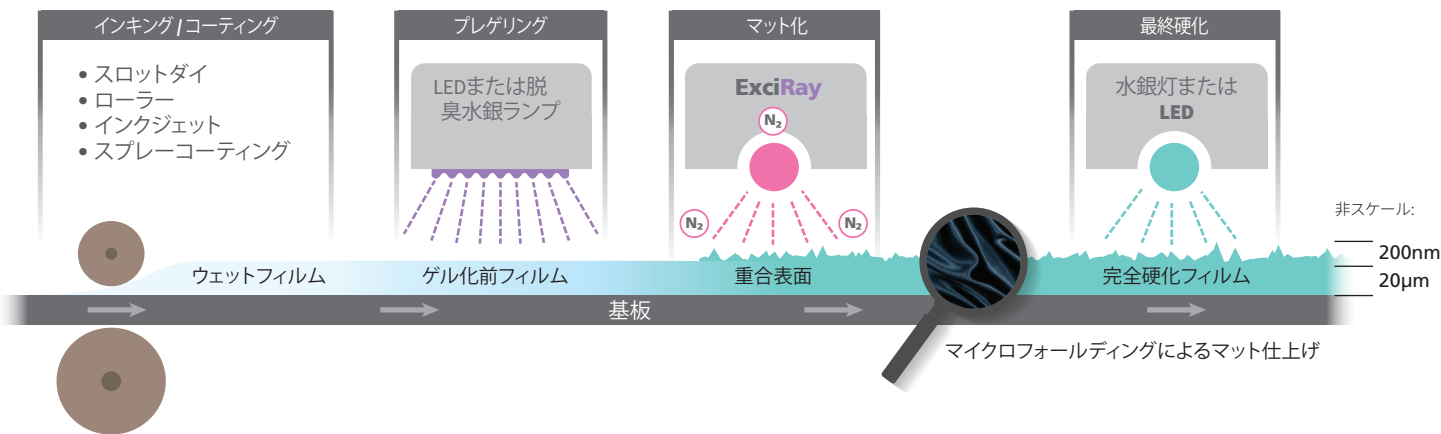 インキング / コーティング
• スロットダイ
• ローラー
• インクジェット
• スプレーコーティング
プレゲリング
LEDまたは脱
臭水銀ランプ
マット化
ExciRay
N₂
N₂
N₂
最終硬化
水銀灯または
LED
非スケール:
200nm
20µm
ウェットフィルム
ゲル化前フィルム
重合表面
完全硬化フィルム
基板
マイクロフォールディングによるマット仕上げ